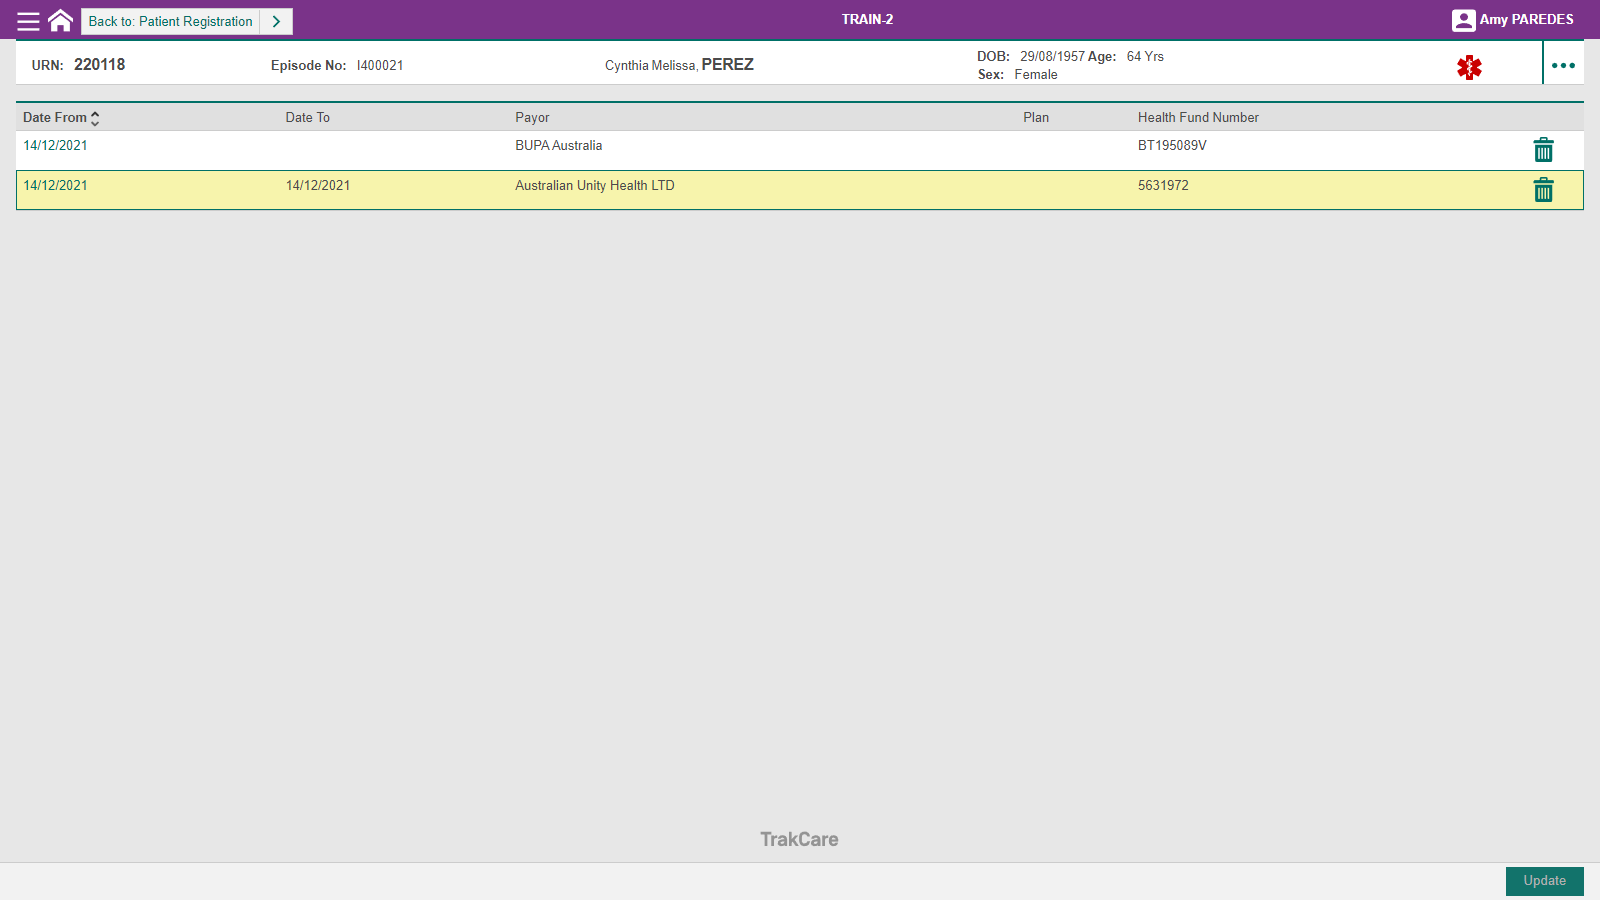 Back to: Patient Registration
TRAIN-2
Amy PAREDES
URN: 220118
Episode No: I400021
Cynthia Melissa, PEREZ
DOB: 29/08/1957 Age: 64 Yrs
Sex: Female
Date From Date To Payor Plan Health Fund Number
14/12/2021 BUPA Australia BT195089V
14/12/2021 14/12/2021 Australian Unity Health LTD 5631972
TrakCare
Update